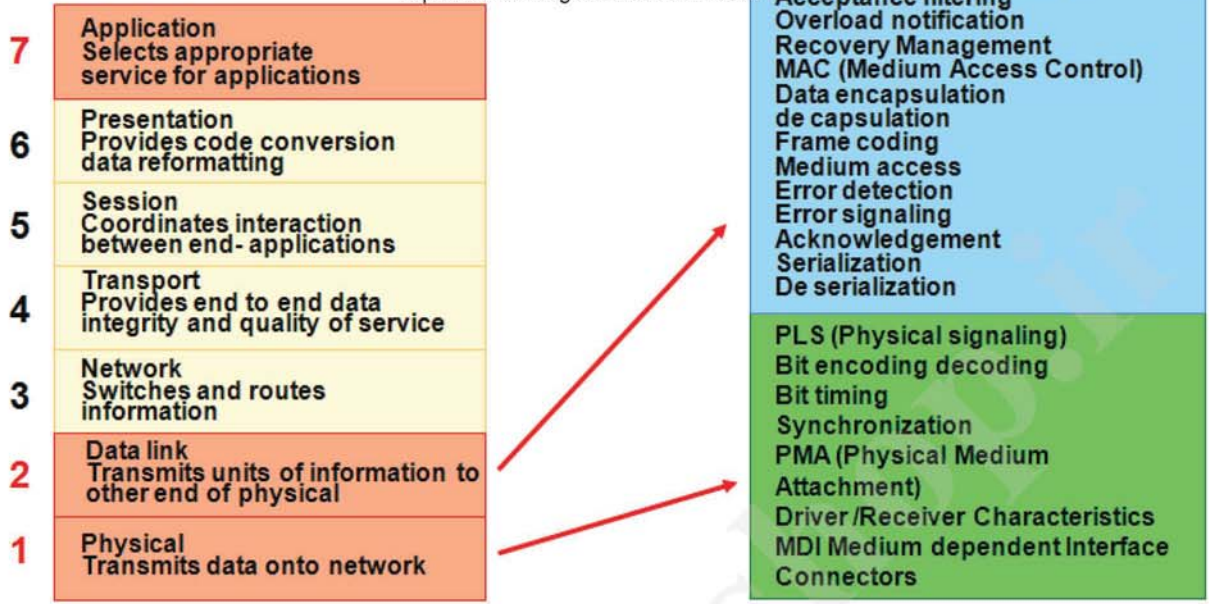 7
Application
Selects appropriate
service for applications
6
Presentation
Provides code conversion
data reformatting
5
Session
Coordinates interaction
between end- applications
4
Transport
Provides end to end data
integrity and quality of service
3
Network
Switches and routes
information
2
Data link
Transmits units of information to
other end of physical
1
Physical
Transmits data onto network
Acceptance filtering
Overload notification
Recovery Management
MAC (Medium Access Control)
Data encapsulation
de capsulation
Frame coding
Medium access
Error detection
Error signaling
Acknowledgement
Serialization
De serialization
PLS (Physical signaling)
Bit encoding decoding
Bit timing
Synchronization
PMA (Physical Medium
Attachment)
Driver /Receiver Characteristics
MDI Medium dependent Interface
Connectors